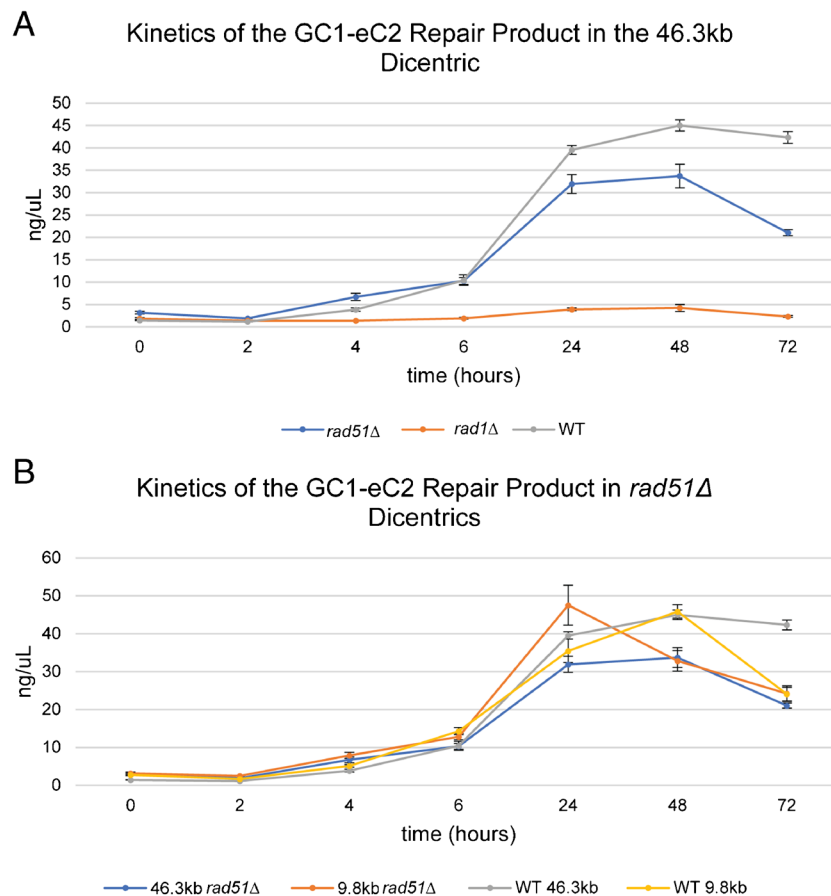 A
Kinetics of the GC1-eC2 Repair Product in the 46.3kb
Dicentric
50
45
40
35
30
25
20
15
10
5
0
ng/uL
0 2 4 6 24 48 72
time (hours)
rad51Δ rad1Δ WT
B
Kinetics of the GC1-eC2 Repair Product in rad51Δ
Dicentrics
60
50
40
30
20
10
0
ng/uL
0 2 4 6 24 48 72
time (hours)
46.3kb rad51Δ 9.8kb rad51Δ WT 46.3kb WT 9.8kb